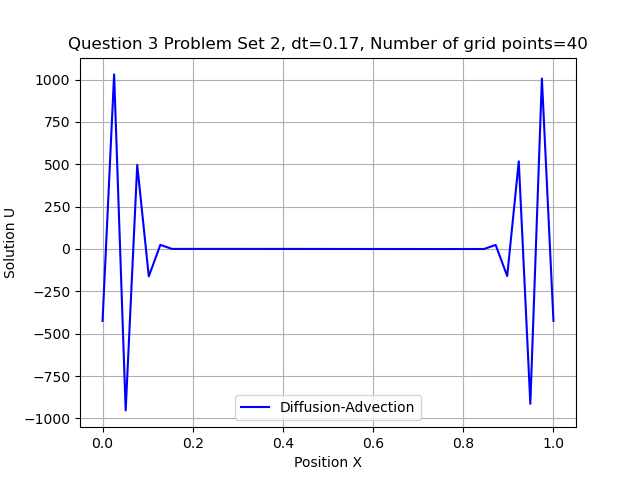 Question 3 Problem Set 2, dt=0.17, Number of grid points=40
1000
750
500
250
0
−250
−500
−750
−1000
Solution U
Diffusion-Advection
0.0 0.2 0.4 0.6 0.8 1.0
Position X